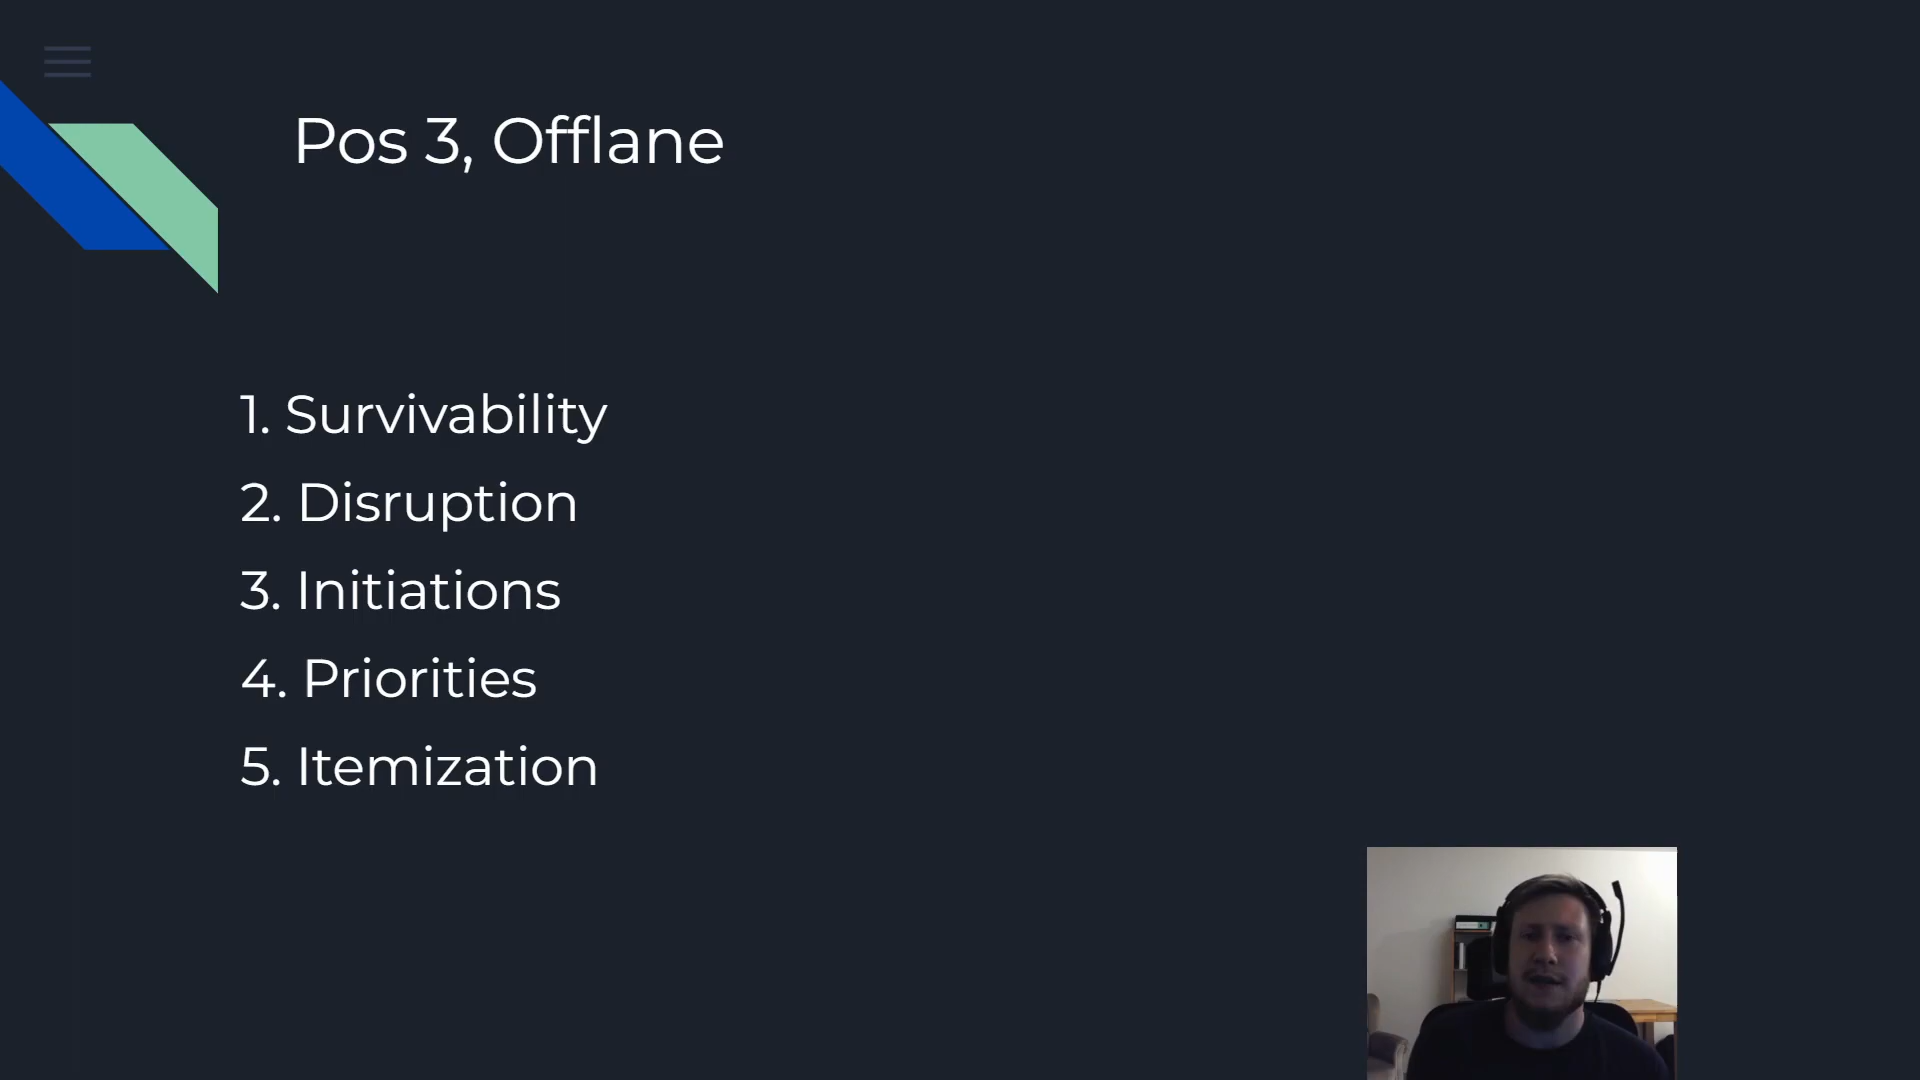 Pos 3, Offlane
1. Survivability
2. Disruption
3. Initiations
4. Priorities
5. Itemization